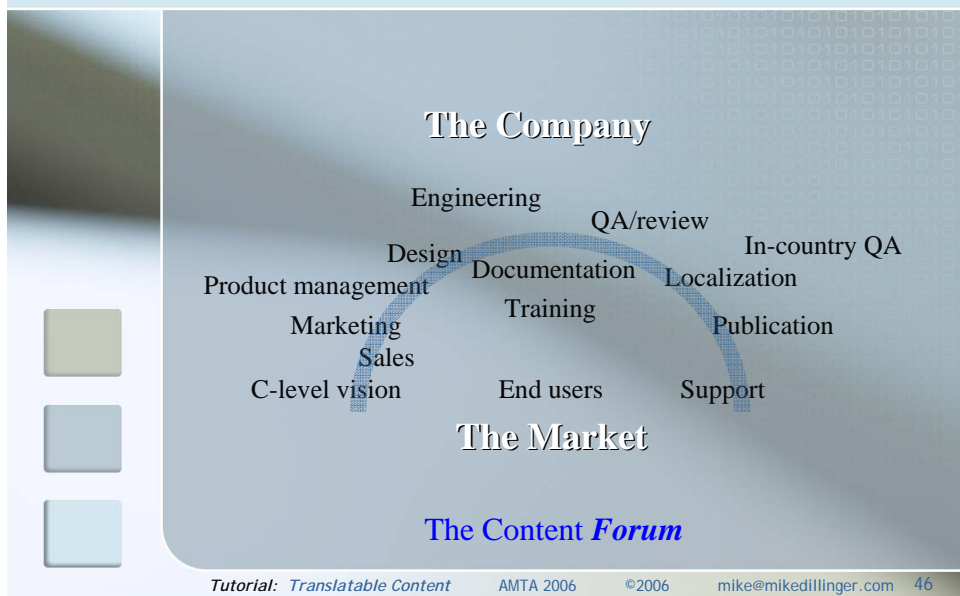 The Company
Engineering
QA/review
In-country QA
Design
Documentation
Localization
Product management
Training
Marketing
Publication
Sales
C-level vision
End users
Support
The Market
The Content Forum
Tutorial: Translatable Content AMTA 2006 ©2006 mike@mikedillinger.com 46